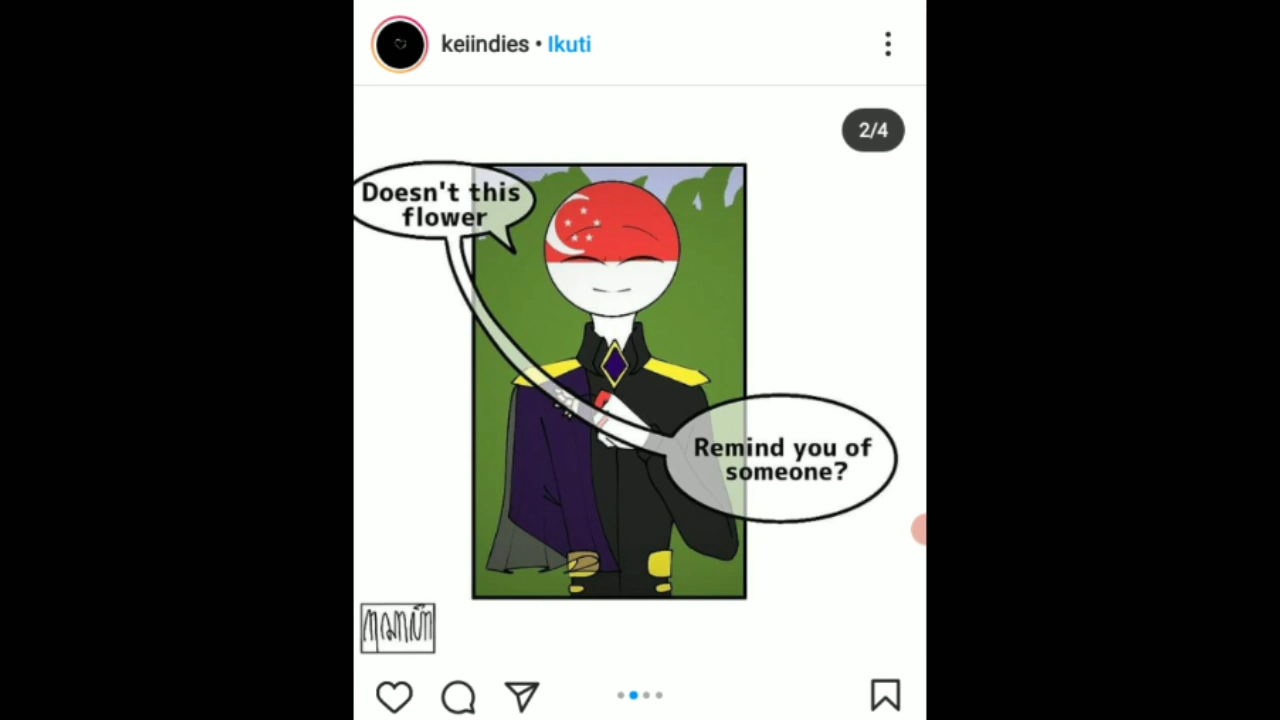 keiindies • Ikuti
2/4
Doesn't this
flower
Remind you of
someone?